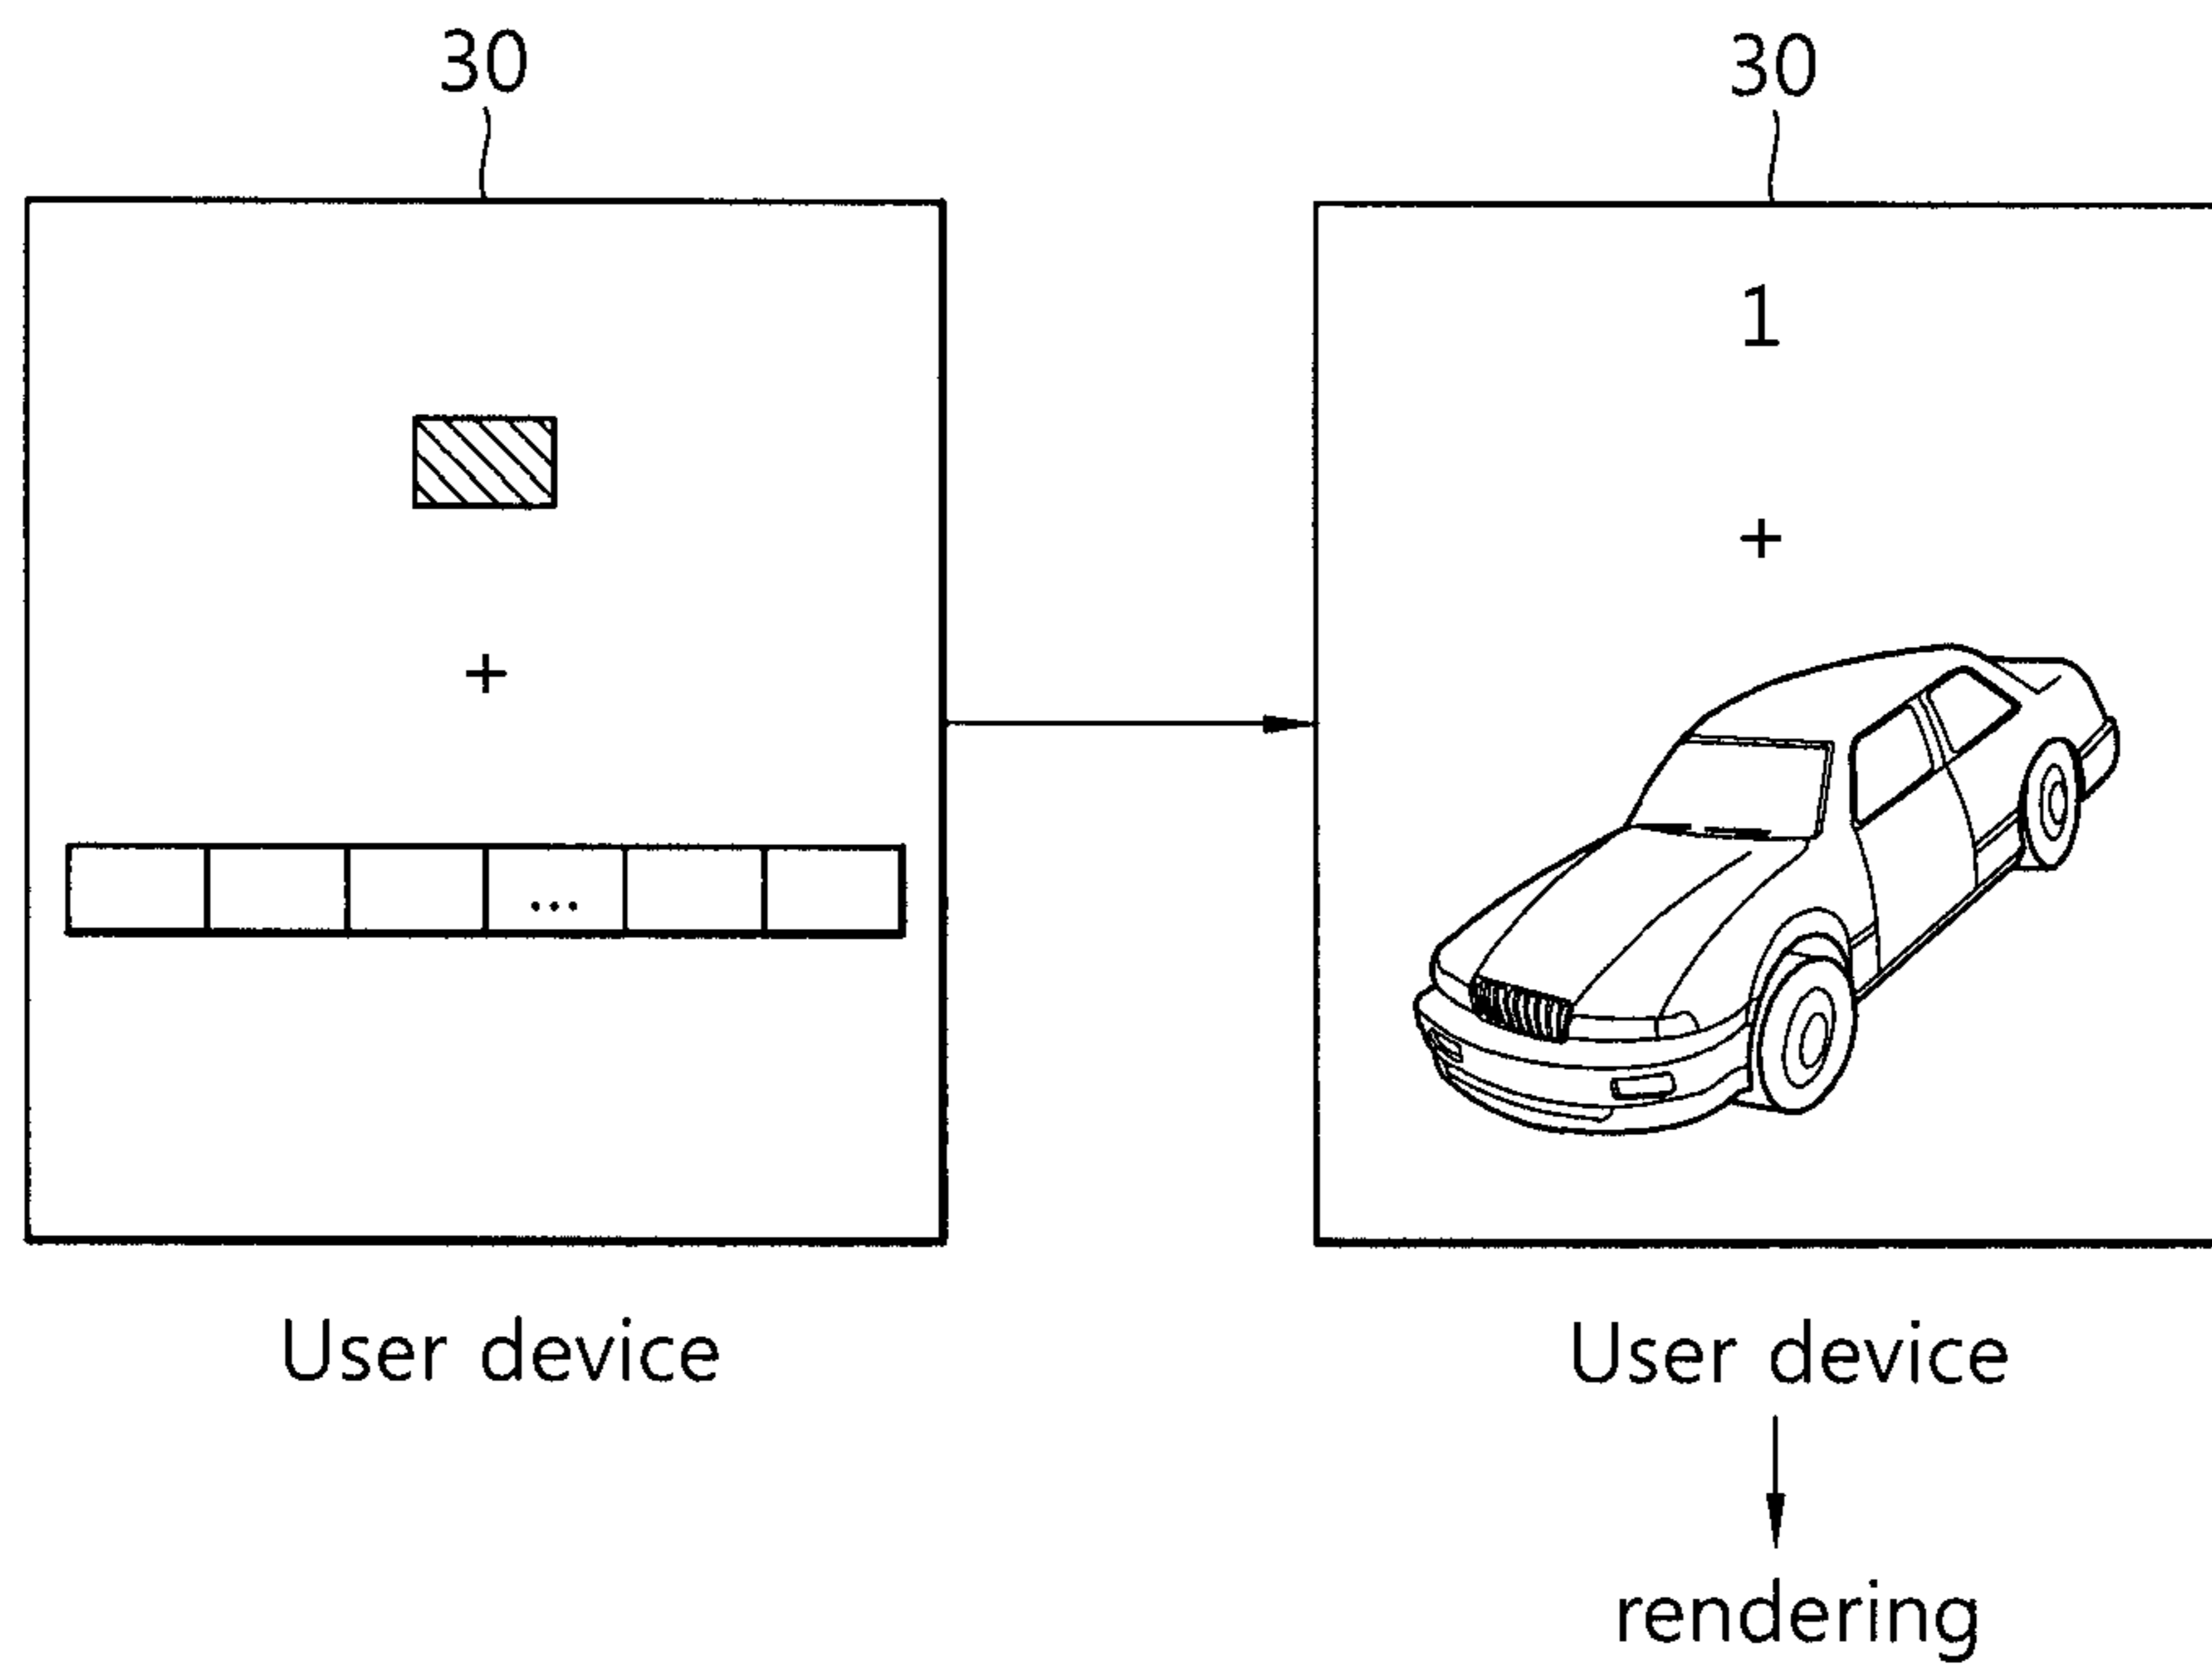 30
30
1
+
+
...
User device
User device
rendering